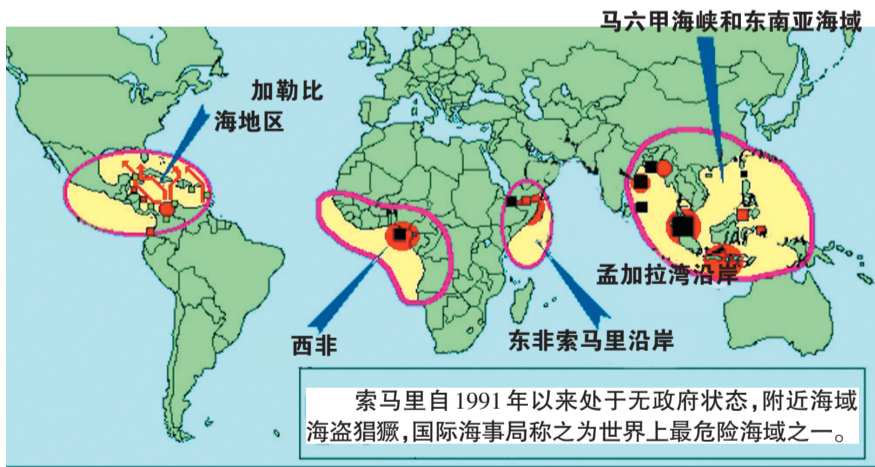 马六甲海峡和东南亚海域
加勒比
海地区
孟加拉湾沿岸
西非
东非索马里沿岸
索马里自1991年以来处于无政府状态，附近海域
海盗猖獗，国际海事局称之为世界上最危险海域之一。